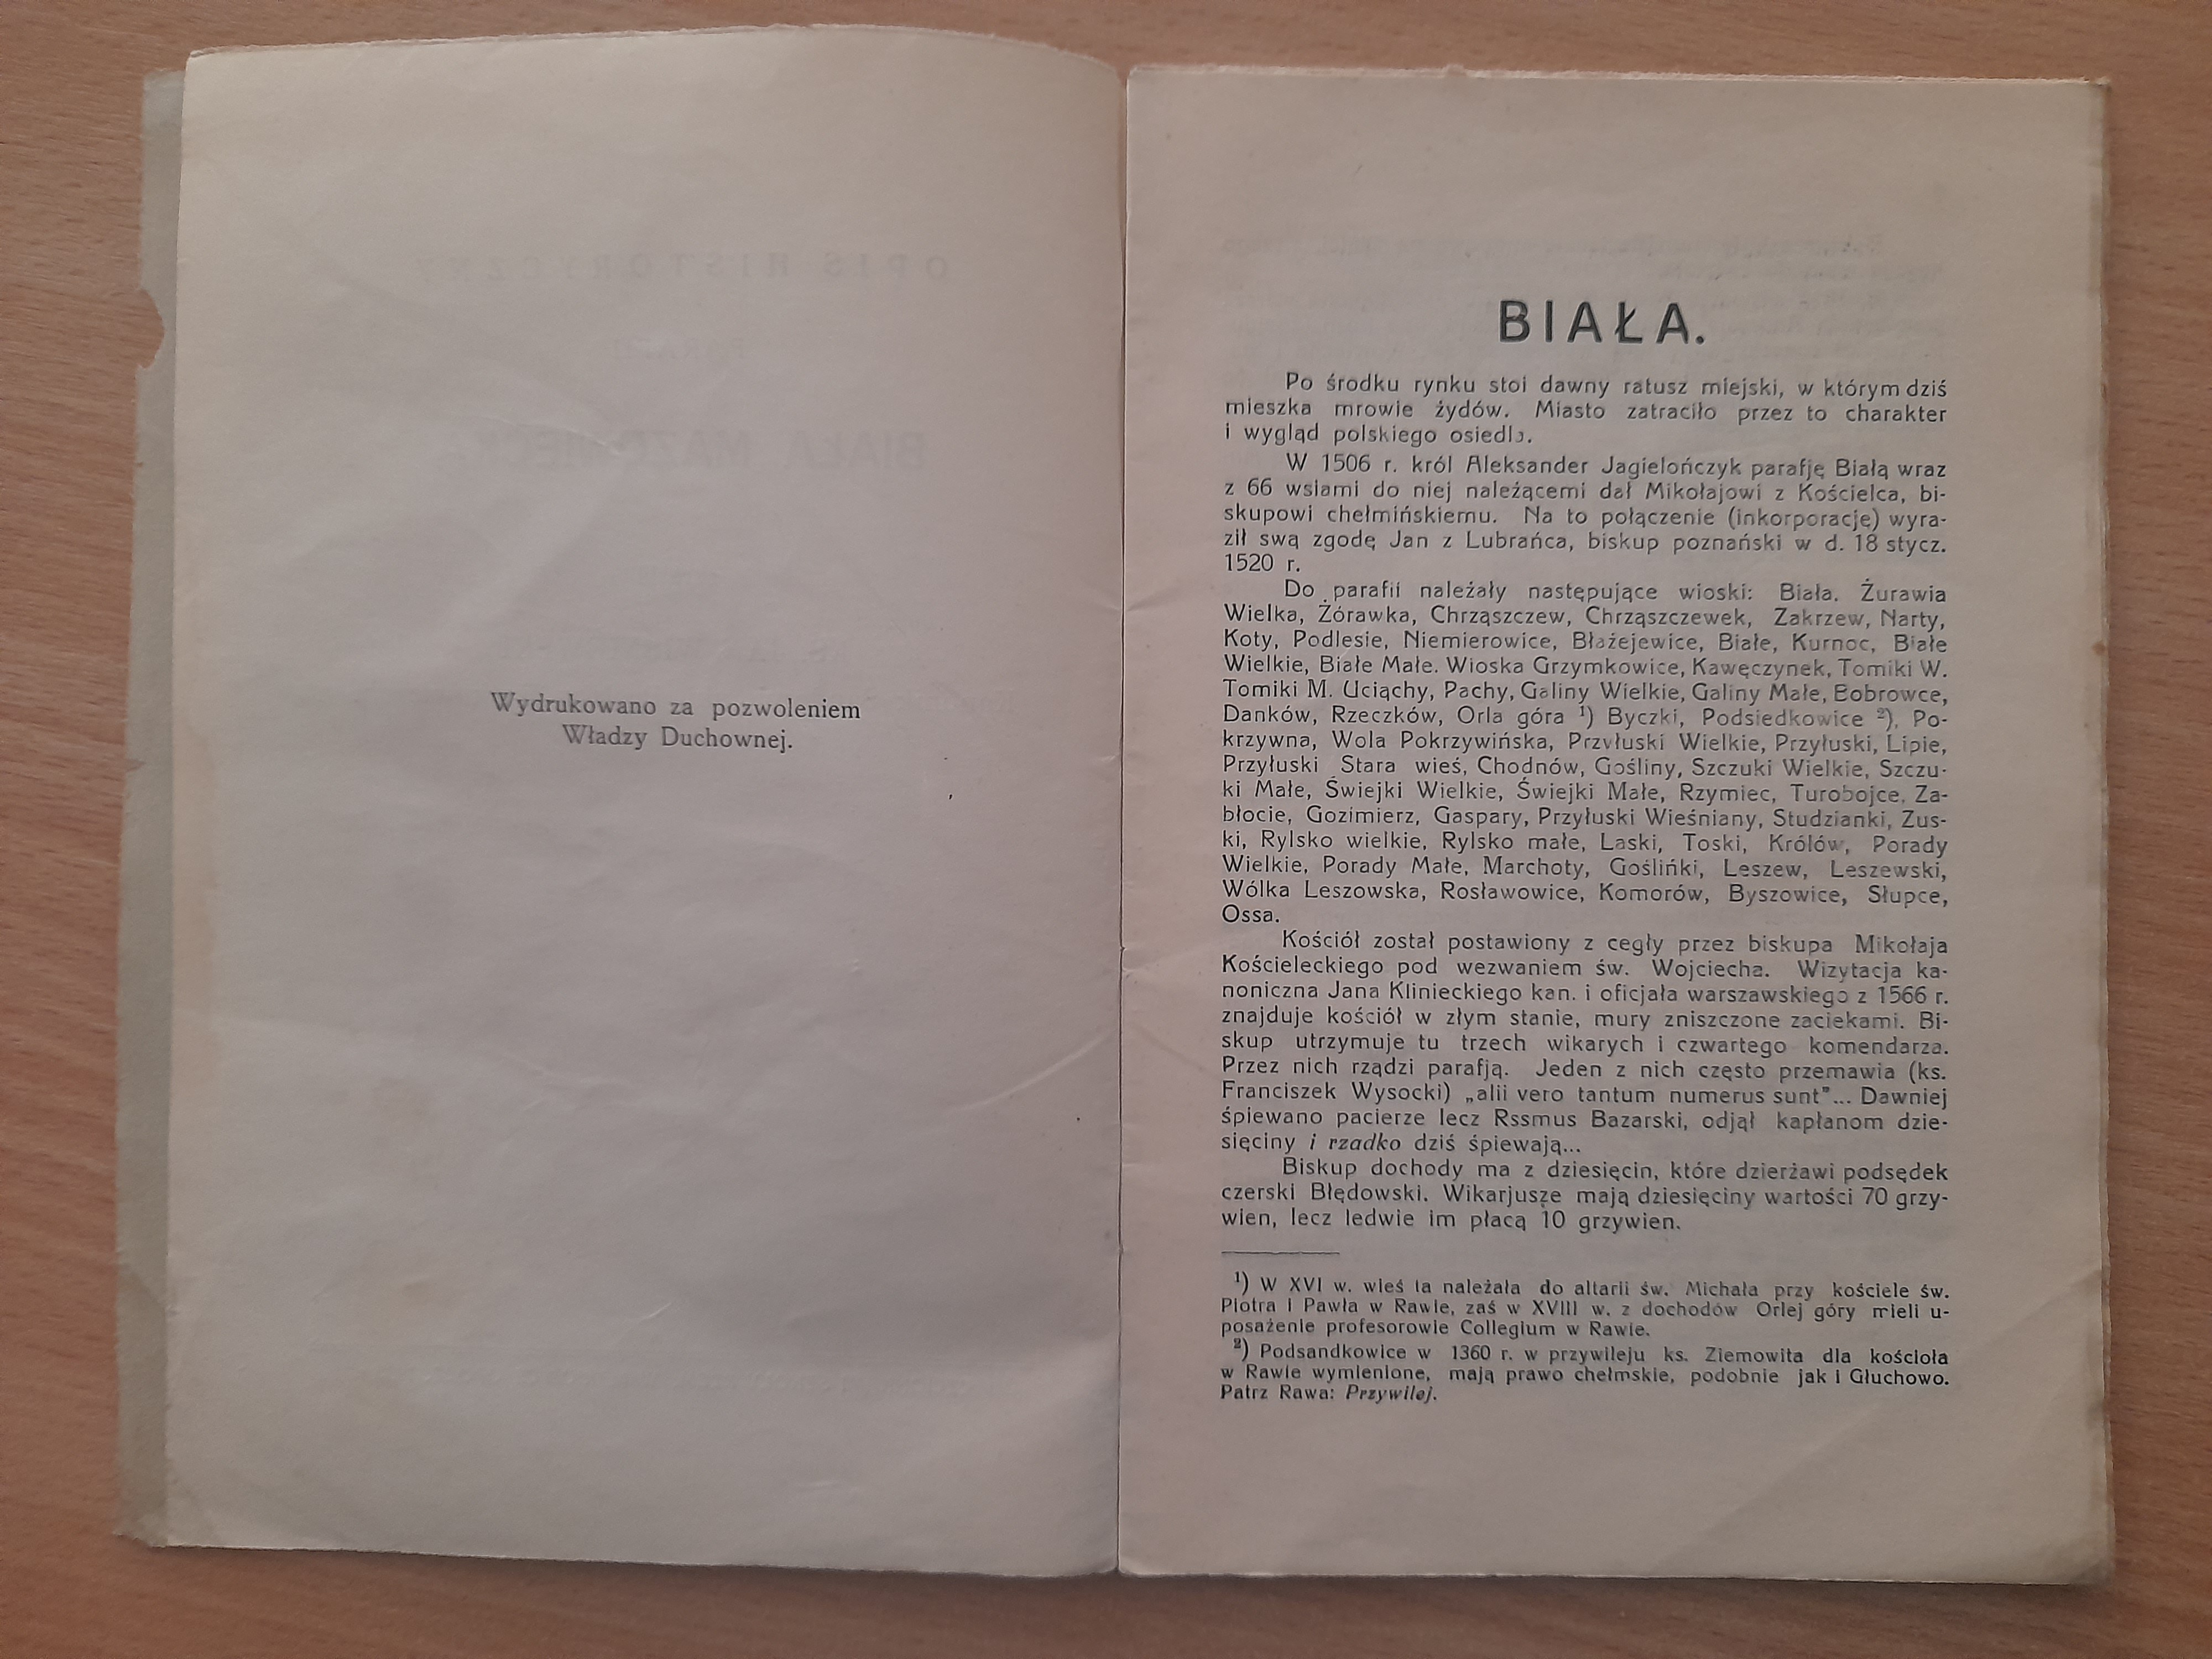 Wydrukowano za pozwoleniem
Władzy Duchownej.
BIAŁA.
Po środku rynku stoi dawny ratusz miejski, w którym dziś
mieszka mrowie żydów. Miasto zatraciło przez to charakter
i wygląd polskiego osiedla.
W 1506 r. król Aleksander Jagielończyk parafję Białą wraz
z 66 wsiami do niej należącemi dał Mikołajowi z Kościelca, bi-
skupowi chełmińskiemu. Na to połączenie (inkorporację) wyra-
ził swą zgodę Jan z Lubrańca, biskup poznański w d. 18 stycz.
1520 r.
Do parafii należały następujące wioski: Biała. Żurawia
Wielka, Żórawka, Chrząszczew, Chrząszczewek, Zakrzew, Narty,
Koty, Podlesie, Niemierowice, Błażejewice, Białe, Kurnoc, Białe
Wielkie, Białe Małe. Wioska Grzymkowice, Kawęczynek, Tomiki W.
Tomiki M. Uciąchy, Pachy, Galiny Wielkie, Galiny Małe, Bobrowce,
Danków, Rzeczków, Orla góra ¹) Byczki, Podsiedkowice ²), Po-
krzywna, Wola Pokrzywińska, Przyłuski Wielkie, Przyłuski, Lipie,
Przyłuski Stara wieś, Chodnów, Gośliny, Szczuki Wielkie, Szczu-
ki Małe, Świejki Wielkie, Świejki Małe, Rzymiec, Turobojce, Za-
błocie, Gozimierz, Gaspary, Przyłuski Wieśniany, Studzianki, Zus-
ki, Rylsko wielkie, Rylsko małe, Laski, Toski, Królów, Porady
Wielkie, Porady Małe, Marchoty, Goślińki, Leszew, Leszewski,
Wólka Leszowska, Rosławowice, Komorów, Byszowice, Słupce,
Ossa.
Kościół został postawiony z cegły przez biskupa Mikołaja
Kościeleckiego pod wezwaniem św. Wojciecha. Wizytacja ka-
noniczna Jana Klinieckiego kan. i oficjała warszawskiego z 1566 r.
znajduje kościół w złym stanie, mury zniszczone zaciekami. Bi-
skup utrzymuje tu trzech wikarych i czwartego komendarza.
Przez nich rządzi parafją. Jeden z nich często przemawia (ks.
Franciszek Wysocki) „alii vero tantum numerus sunt"... Dawniej
śpiewano pacierze lecz Rssmus Bazarski, odjął kapłanom dzie-
sięciny i rzadko dziś śpiewają...
Biskup dochody ma z dziesięcin, które dzierżawi podsędek
czerski Błędowski. Wikarjusze mają dziesięciny wartości 70 grzy-
wien, lecz ledwie im płacą 10 grzywien.
¹) W XVI w. wieś ta należała do altarii św. Michała przy kościele św.
Piotra i Pawła w Rawie, zaś w XVIII w. z dochodów Orlej góry mieli u-
posażenie profesorowie Collegium w Rawie.
²) Podsandkowice w 1360 r. w przywileju ks. Ziemowita dla kościoła
w Rawie wymienione, mają prawo chełmskie, podobnie jak i Głuchowo.
Patrz Rawa: Przywilej.